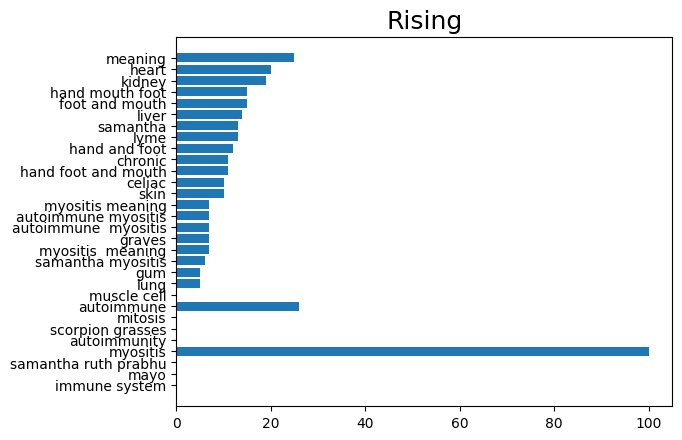 Rising
meaning
heart
kidney
hand mouth foot
foot and mouth
liver
samantha
lyme
hand and foot
chronic
hand foot and mouth
celiac
skin
myositis meaning
autoimmune myositis
autoimmune  myositis
graves
myositis  meaning
samantha myositis
gum
lung
muscle cell
autoimmune
mitosis
scorpion grasses
autoimmunity
myositis
samantha ruth prabhu
mayo
immune system
0 20 40 60 80 100